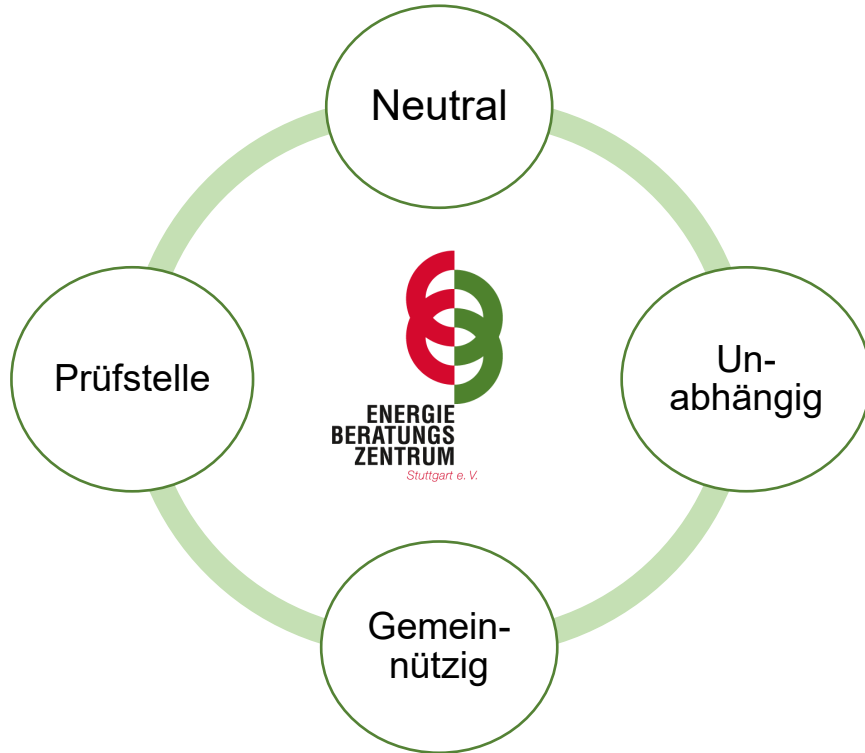 Neutral
Prüfstelle
Un-
abhängig
ENERGIE
BERATUNGS
ZENTRUM
Stuttgart e. V.
Gemein-
nützig